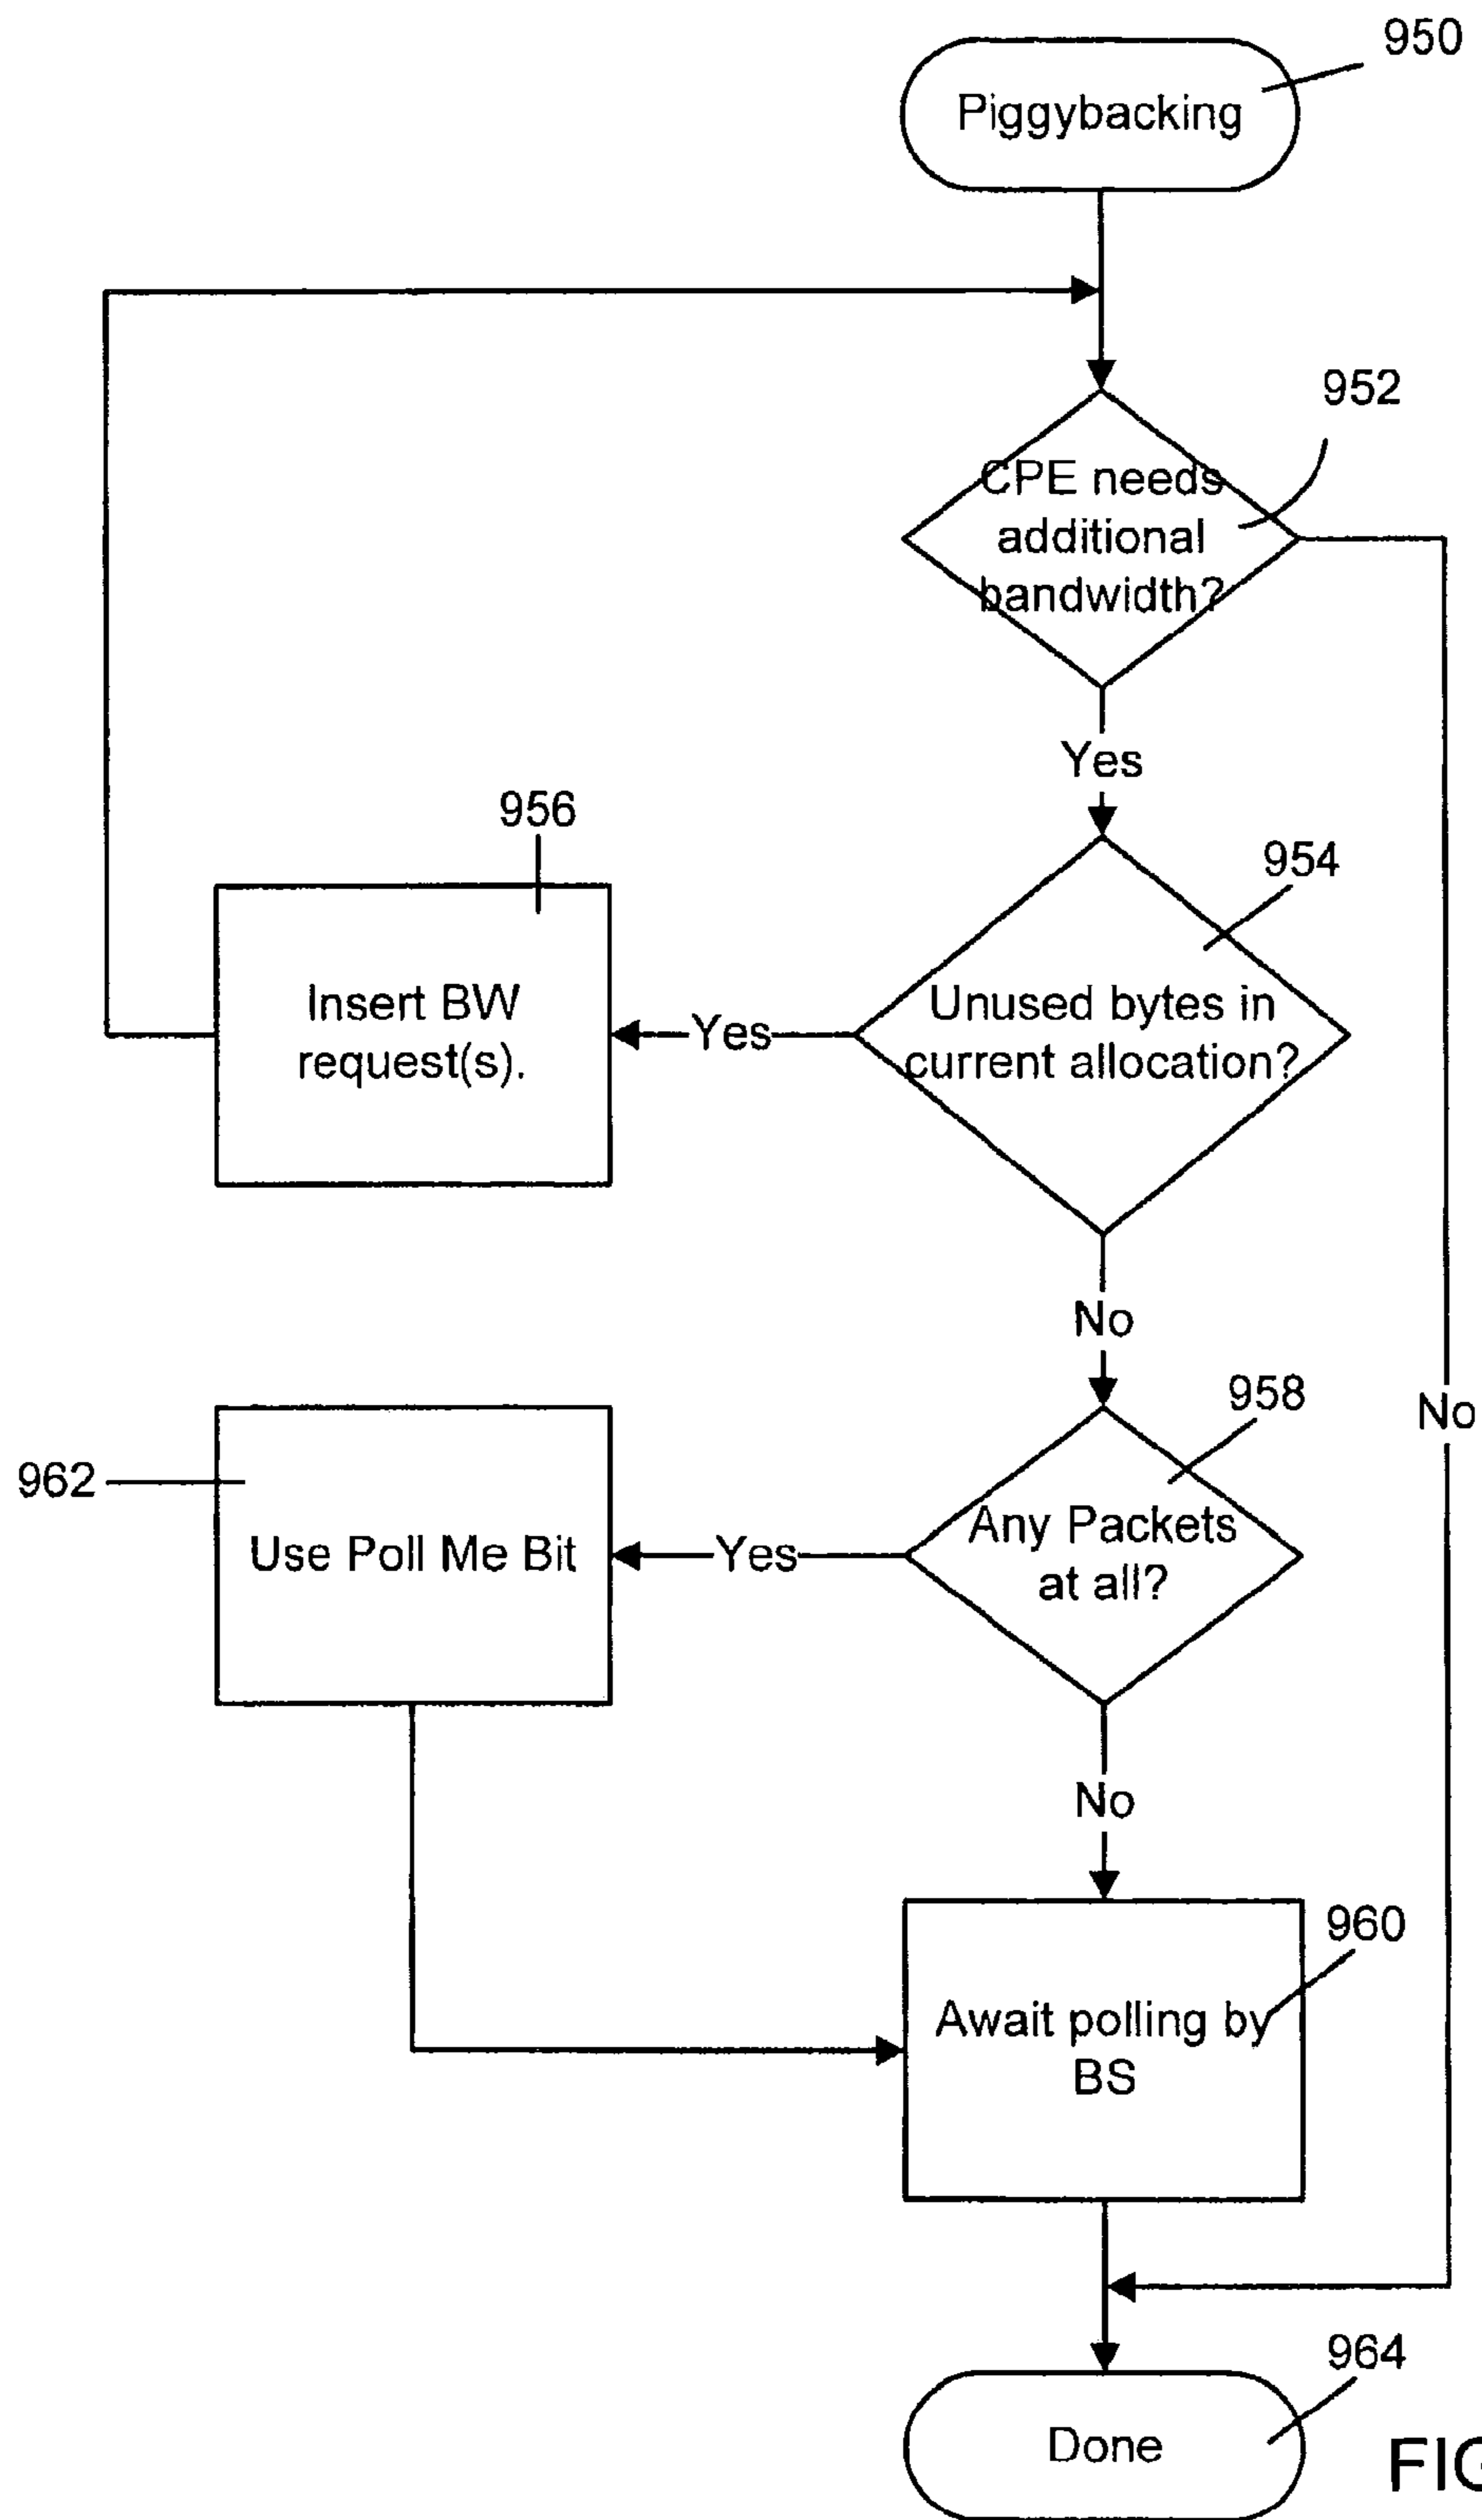 950
Piggybacking
952
CPE needs
additional
bandwidth?
Yes
956
954
Insert BW
request(s).
Yes
Unused bytes in
current allocation?
No
958
No
962
Use Poll Me Bit
Yes
Any Packets
at all?
No
960
Await polling by
BS
964
Done